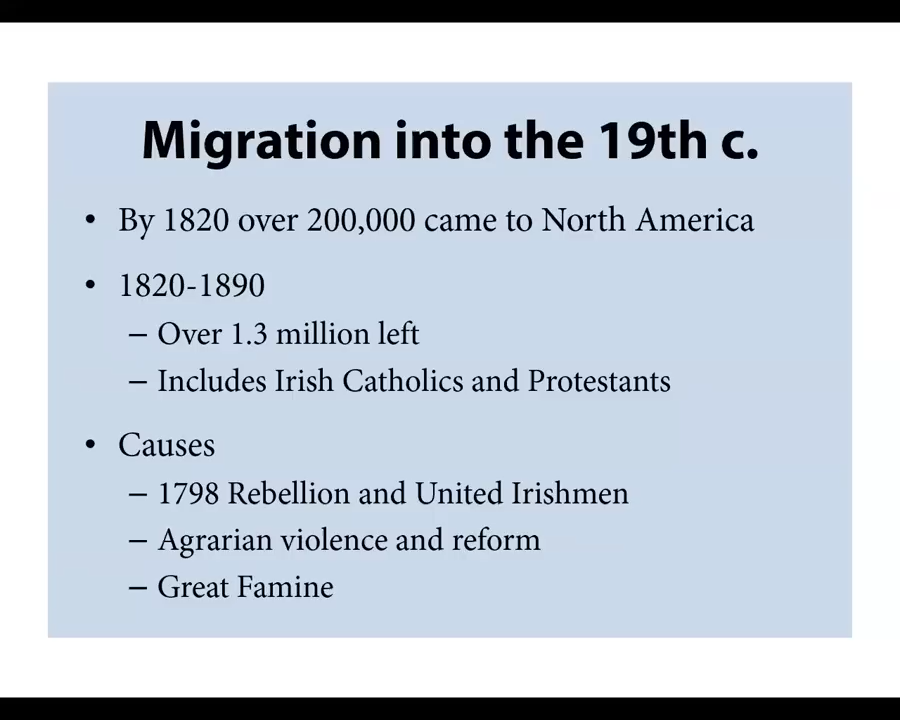 Migration into the 19th c.
• By 1820 over 200,000 came to North America
• 1820-1890
– Over 1.3 million left
– Includes Irish Catholics and Protestants
• Causes
– 1798 Rebellion and United Irishmen
– Agrarian violence and reform
– Great Famine